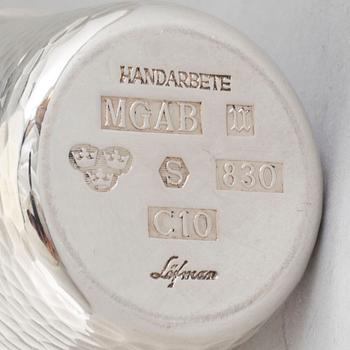 HANDARBETE
MGAB
S 830
C10
Löfman